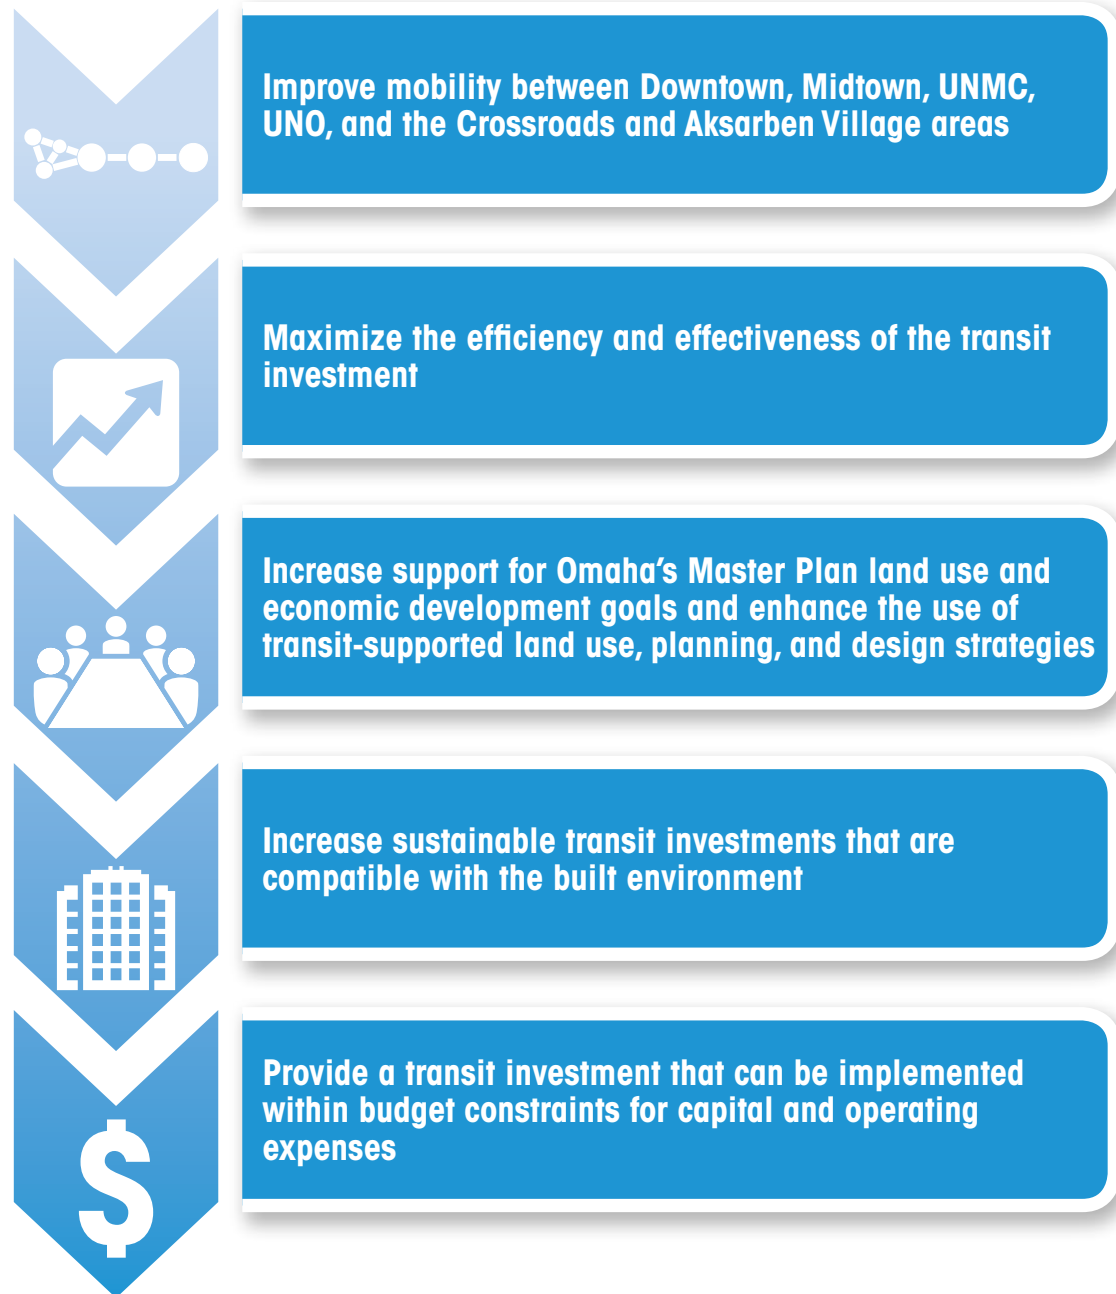 Improve mobility between Downtown, Midtown, UNMC,
UNO, and the Crossroads and Aksarben Village areas
Maximize the efficiency and effectiveness of the transit
investment
Increase support for Omaha’s Master Plan land use and
economic development goals and enhance the use of
transit-supported land use, planning, and design strategies
Increase sustainable transit investments that are
compatible with the built environment
Provide a transit investment that can be implemented
within budget constraints for capital and operating
expenses
$